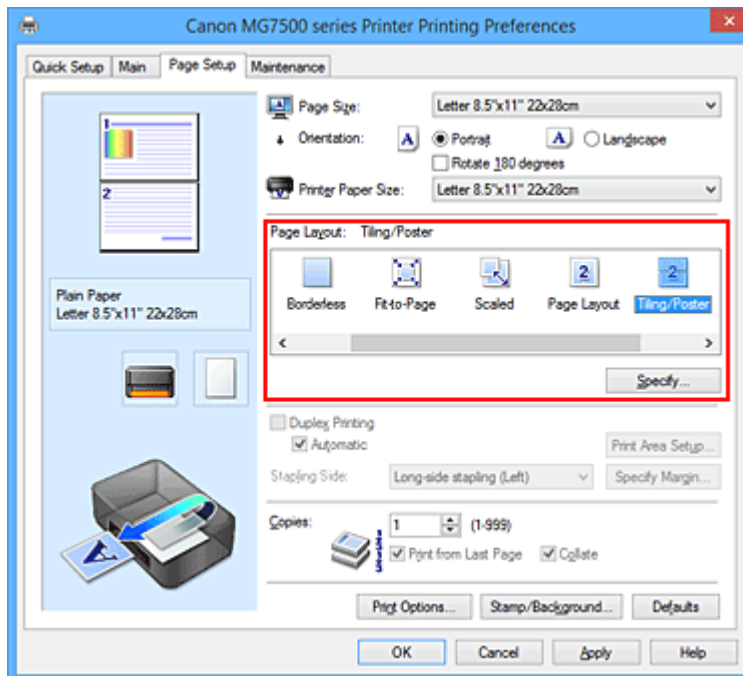 Canon MG7500 series Printer Printing Preferences
Quick Setup Main Page Setup Maintenance
1
2
Plain Paper
Letter 8.5"x11" 22x28cm
Page Size: Letter 8.5"x11" 22x28cm
Orientation: A Portrait A Landscape
Rotate 180 degrees
Printer Paper Size: Letter 8.5"x11" 22x28cm
Page Layout: Tiling/Poster
2 2
Borderless Fit-to-Page Scaled Page Layout Tiling/Poster
Specify...
Duplex Printing
Automatic Print Area Setup...
Stapling Side: Long-side stapling (Left) Specify Margin...
Copies: 1 (1-999)
Print from Last Page Collate
A
Print Options... Stamp/Background... Defaults
OK Cancel Apply Help